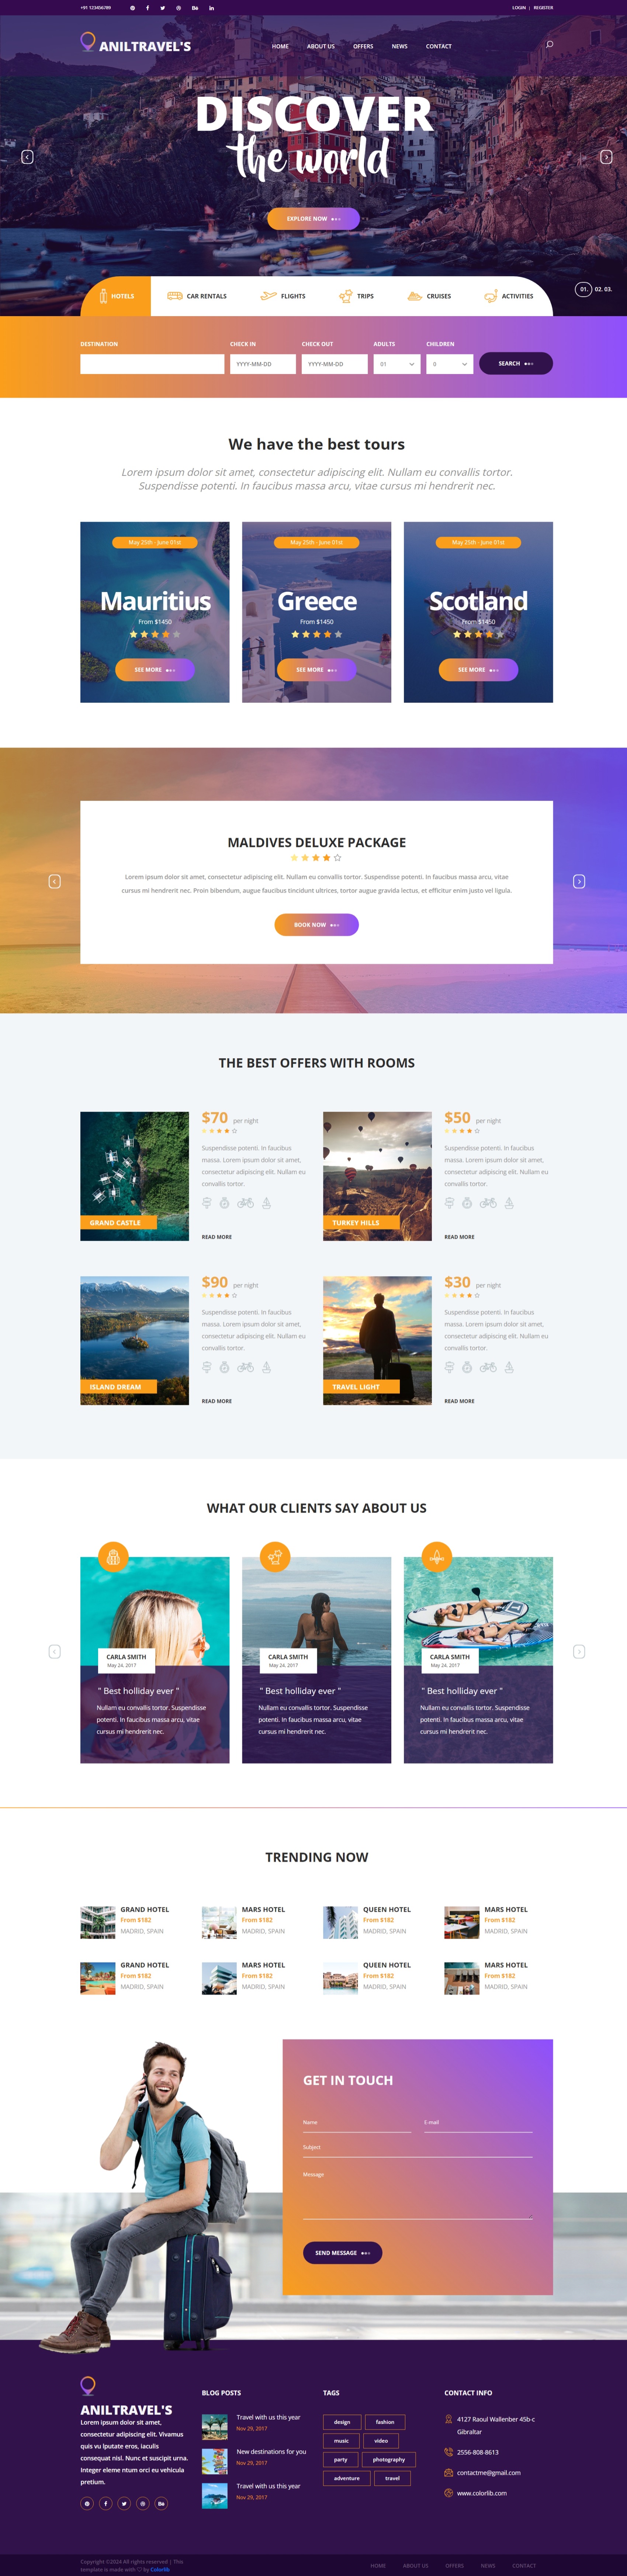 +91 123456789
LOGIN | REGISTER
ANILTRAVEL'S
HOME ABOUT US OFFERS NEWS CONTACT
DISCOVER
the world
EXPLORE NOW
01. 02. 03.
HOTELS CAR RENTALS FLIGHTS TRIPS CRUISES ACTIVITIES
DESTINATION CHECK IN CHECK OUT ADULTS CHILDREN
YYYY-MM-DD YYYY-MM-DD 01 0 SEARCH
We have the best tours
Lorem ipsum dolor sit amet, consectetur adipiscing elit. Nullam eu convallis tortor.
Suspendisse potenti. In faucibus massa arcu, vitae cursus mi hendrerit nec.
May 25th - June 01st
Mauritius
From $1450
SEE MORE
May 25th - June 01st
Greece
From $1450
SEE MORE
May 25th - June 01st
Scotland
From $1450
SEE MORE
MALDIVES DELUXE PACKAGE
Lorem ipsum dolor sit amet, consectetur adipiscing elit. Nullam eu convallis tortor. Suspendisse potenti. In faucibus massa arcu, vitae
cursus mi hendrerit nec. Proin bibendum, augue faucibus tincidunt ultrices, tortor augue gravida lectus, et efficitur enim justo vel ligula.
BOOK NOW
THE BEST OFFERS WITH ROOMS
GRAND CASTLE
$70 per night
Suspendisse potenti. In faucibus
massa. Lorem ipsum dolor sit amet,
consectetur adipiscing elit. Nullam eu
convallis tortor.
READ MORE
TURKEY HILLS
$50 per night
Suspendisse potenti. In faucibus
massa. Lorem ipsum dolor sit amet,
consectetur adipiscing elit. Nullam eu
convallis tortor.
READ MORE
ISLAND DREAM
$90 per night
Suspendisse potenti. In faucibus
massa. Lorem ipsum dolor sit amet,
consectetur adipiscing elit. Nullam eu
convallis tortor.
READ MORE
TRAVEL LIGHT
$30 per night
Suspendisse potenti. In faucibus
massa. Lorem ipsum dolor sit amet,
consectetur adipiscing elit. Nullam eu
convallis tortor.
READ MORE
WHAT OUR CLIENTS SAY ABOUT US
CARLA SMITH
May 24, 2017
" Best holliday ever "
Nullam eu convallis tortor. Suspendisse
potenti. In faucibus massa arcu, vitae
cursus mi hendrerit nec.
CARLA SMITH
May 24, 2017
" Best holliday ever "
Nullam eu convallis tortor. Suspendisse
potenti. In faucibus massa arcu, vitae
cursus mi hendrerit nec.
CARLA SMITH
May 24, 2017
" Best holliday ever "
Nullam eu convallis tortor. Suspendisse
potenti. In faucibus massa arcu, vitae
cursus mi hendrerit nec.
TRENDING NOW
GRAND HOTEL
From $182
MADRID, SPAIN
MARS HOTEL
From $182
MADRID, SPAIN
QUEEN HOTEL
From $182
MADRID, SPAIN
MARS HOTEL
From $182
MADRID, SPAIN
GRAND HOTEL
From $182
MADRID, SPAIN
MARS HOTEL
From $182
MADRID, SPAIN
QUEEN HOTEL
From $182
MADRID, SPAIN
MARS HOTEL
From $182
MADRID, SPAIN
GET IN TOUCH
Name E-mail
Subject
Message
SEND MESSAGE
ANILTRAVEL'S
Lorem ipsum dolor sit amet,
consectetur adipiscing elit. Vivamus
quis vu lputate eros, iaculis
consequat nisl. Nunc et suscipit urna.
Integer eleme ntum orci eu vehicula
pretium.
BLOG POSTS
Travel with us this year
Nov 29, 2017
New destinations for you
Nov 29, 2017
Travel with us this year
Nov 29, 2017
TAGS
design fashion
music video
party photography
adventure travel
CONTACT INFO
4127 Raoul Wallenber 45b-c
Gibraltar
2556-808-8613
contactme@gmail.com
www.colorlib.com
Copyright ©2024 All rights reserved | This
template is made with ♡ by Colorlib
HOME ABOUT US OFFERS NEWS CONTACT